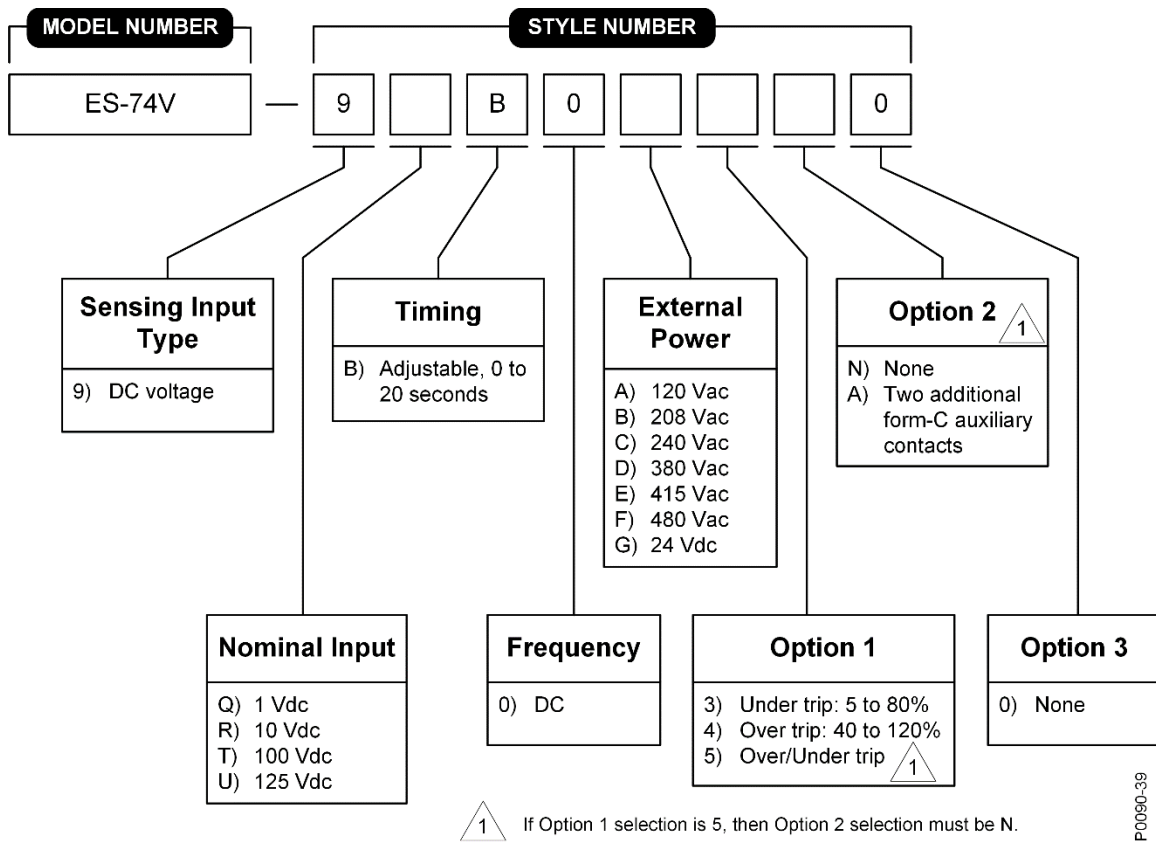 MODEL NUMBER
STYLE NUMBER
ES-74V — 9 B 0 0
Sensing Input
Type
9) DC voltage
Timing
B) Adjustable, 0 to
20 seconds
External
Power
A) 120 Vac
B) 208 Vac
C) 240 Vac
D) 380 Vac
E) 415 Vac
F) 480 Vac
G) 24 Vdc
Option 2 1
N) None
A) Two additional
form-C auxiliary
contacts
Nominal Input
Q) 1 Vdc
R) 10 Vdc
T) 100 Vdc
U) 125 Vdc
Frequency
0) DC
Option 1
3) Under trip: 5 to 80%
4) Over trip: 40 to 120%
5) Over/Under trip 1
Option 3
0) None
1 If Option 1 selection is 5, then Option 2 selection must be N.
P0090-39